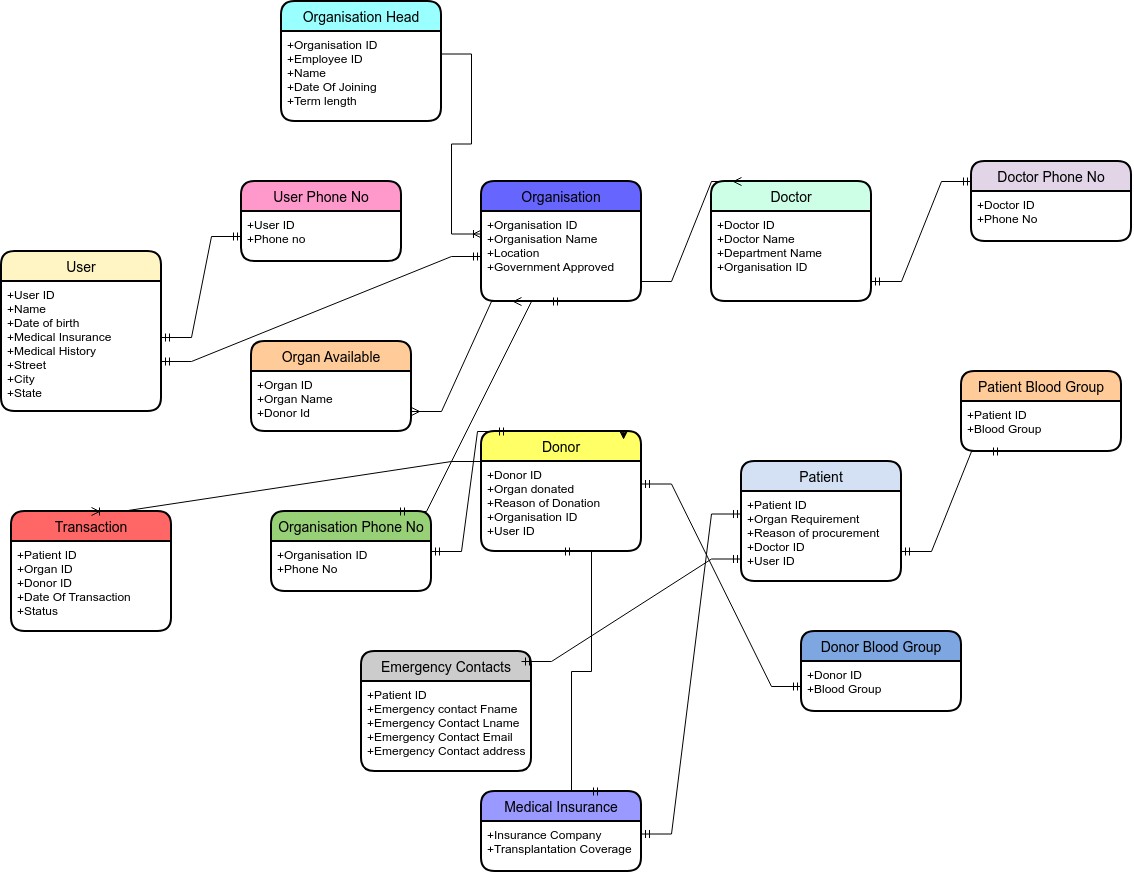 Organisation Head
+Organisation ID
+Employee ID
+Name
+Date Of Joining
+Term length
User Phone No
+User ID
+Phone no
Organisation
+Organisation ID
+Organisation Name
+Location
+Government Approved
Doctor
+Doctor ID
+Doctor Name
+Department Name
+Organisation ID
Doctor Phone No
+Doctor ID
+Phone No
User
+User ID
+Name
+Date of birth
+Medical Insurance
+Medical History
+Street
+City
+State
Organ Available
+Organ ID
+Organ Name
+Donor Id
Patient Blood Group
+Patient ID
+Blood Group
Donor
+Donor ID
+Organ donated
+Reason of Donation
+Organisation ID
+User ID
Patient
+Patient ID
+Organ Requirement
+Reason of procurement
+Doctor ID
+User ID
Transaction
+Patient ID
+Organ ID
+Donor ID
+Date Of Transaction
+Status
Organisation Phone No
+Organisation ID
+Phone No
Donor Blood Group
+Donor ID
+Blood Group
Emergency Contacts
+Patient ID
+Emergency contact Fname
+Emergency Contact Lname
+Emergency Contact Email
+Emergency Contact address
Medical Insurance
+Insurance Company
+Transplantation Coverage